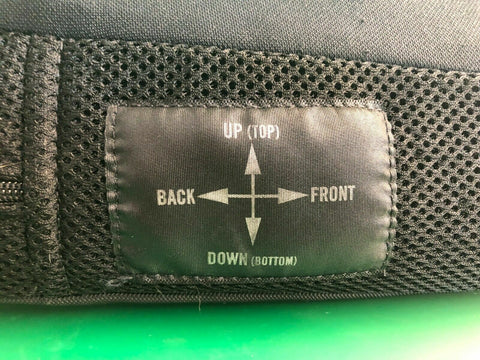 UP (TOP)
BACK FRONT
DOWN (BOTTOM)